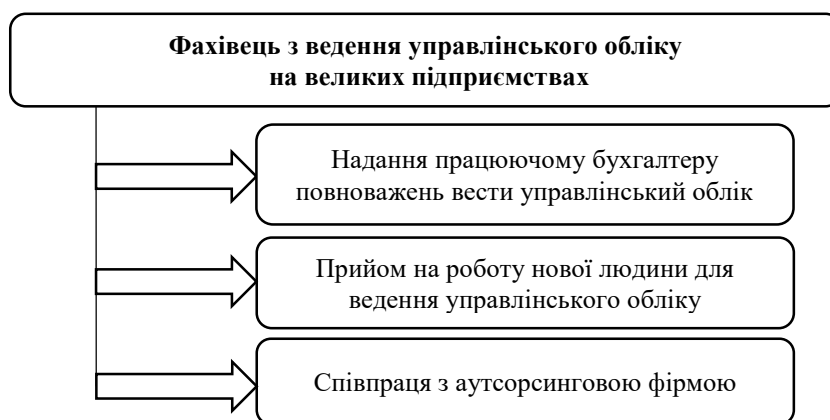 Фахівець з ведення управлінського обліку
на великих підприємствах
Надання працюючому бухгалтеру
повноважень вести управлінський облік
Прийом на роботу нової людини для
ведення управлінського обліку
Співпраця з аутсорсинговою фірмою